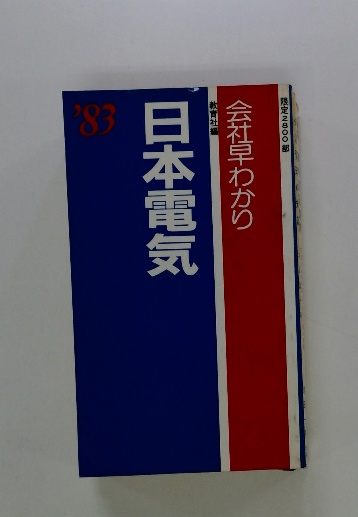 限定2800部
会社早わかり
教育社編
日本電気
'83